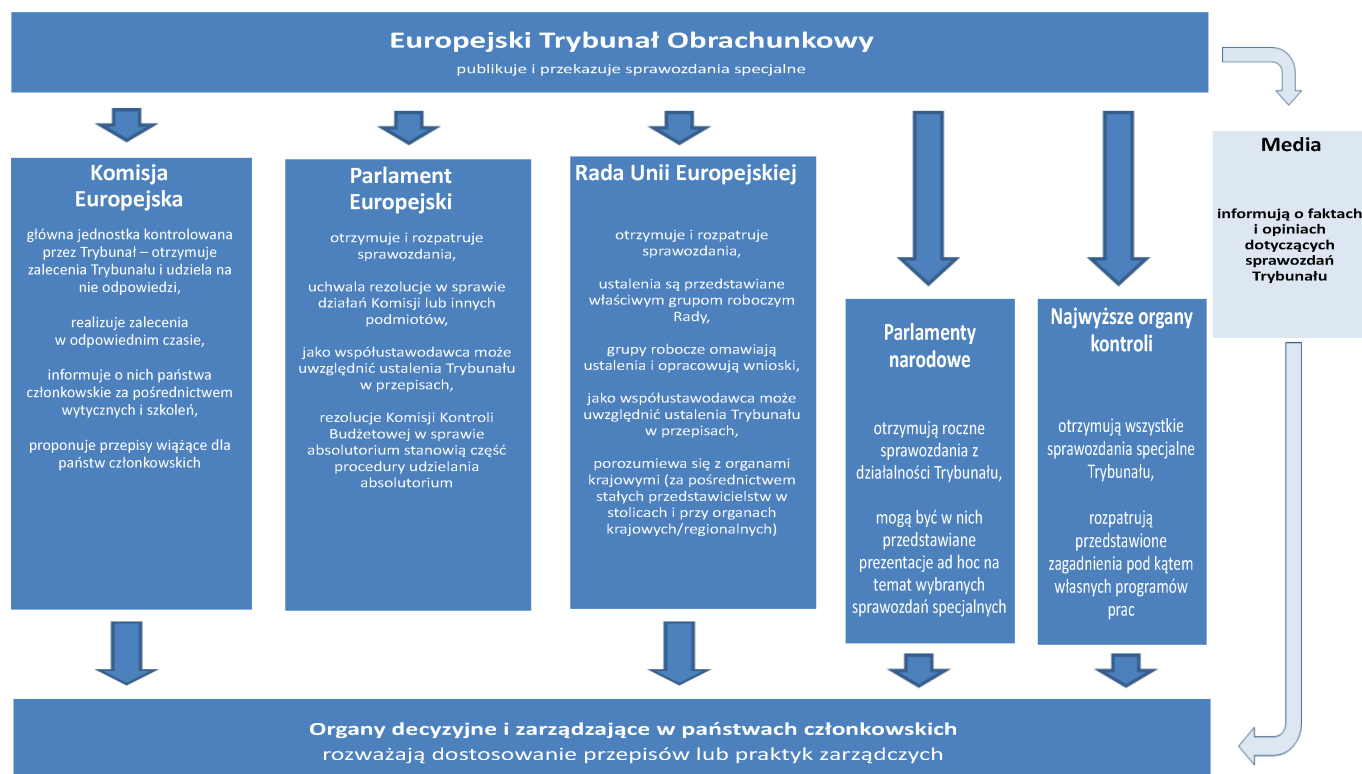 Europejski Trybunał Obrachunkowy
publikuje i przekazuje sprawozdania specjalne
Komisja
Europejska
główna jednostka kontrolowana
przez Trybunał – otrzymuje
zalecenia Trybunału i udziela na
nie odpowiedzi,
realizuje zalecenia
w odpowiednim czasie,
informuje o nich państwa
członkowskie za pośrednictwem
wytycznych i szkoleń,
proponuje przepisy wiążące dla
państw członkowskich
Parlament
Europejski
otrzymuje i rozpatruje
sprawozdania,
uchwala rezolucje w sprawie
działań Komisji lub innych
podmiotów,
jako współustawodawca może
uwzględnić ustalenia Trybunału
w przepisach,
rezolucje Komisji Kontroli
Budżetowej w sprawie
absolutorium stanowią część
procedury udzielania
absolutorium
Rada Unii Europejskiej
otrzymuje i rozpatruje
sprawozdania,
ustalenia są przedstawiane
właściwym grupom roboczym
Rady,
grupy robocze omawiają
ustalenia i opracowują wnioski,
jako współustawodawca może
uwzględnić ustalenia Trybunału
w przepisach,
porozumiewa się z organami
krajowymi (za pośrednictwem
stałych przedstawicielstw w
stolicach i przy organach
krajowych/regionalnych)
Parlamenty
narodowe
otrzymują roczne
sprawozdania z
działalności Trybunału,
mogą być w nich
przedstawiane
prezentacje ad hoc na
temat wybranych
sprawozdań specjalnych
Najwyższe organy
kontroli
otrzymują wszystkie
sprawozdania specjalne
Trybunału,
rozpatrują
przedstawione
zagadnienia pod kątem
własnych programów
prac
Media
informują o faktach
i opiniach
dotyczących
sprawozdań
Trybunału
Organy decyzyjne i zarządzające w państwach członkowskich
rozważają dostosowanie przepisów lub praktyk zarządczych